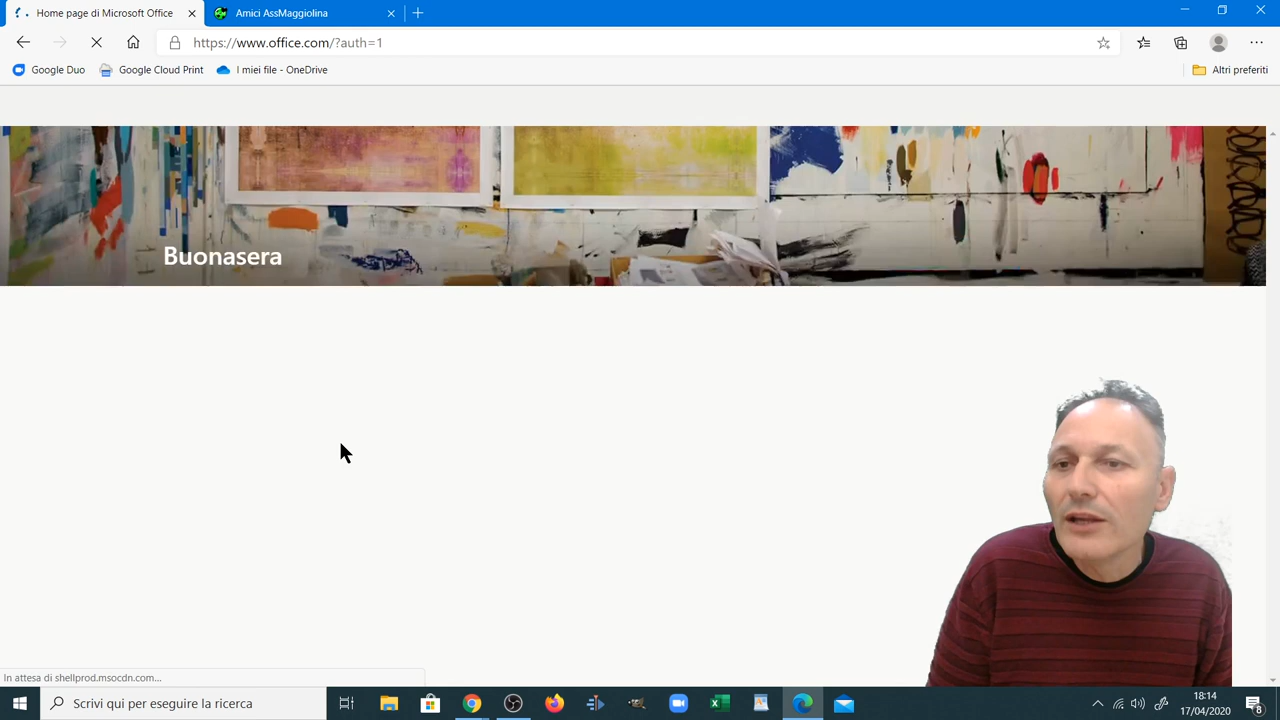 Home page di Microsoft Office
Amici AssMaggiolina
https://www.office.com/?auth=1
Google Duo
Google Cloud Print
I miei file - OneDrive
Altri preferiti
Buonasera
In attesa di shellprod.msocdn.com...
Scrivi qui per eseguire la ricerca
18:14
17/04/2020
8